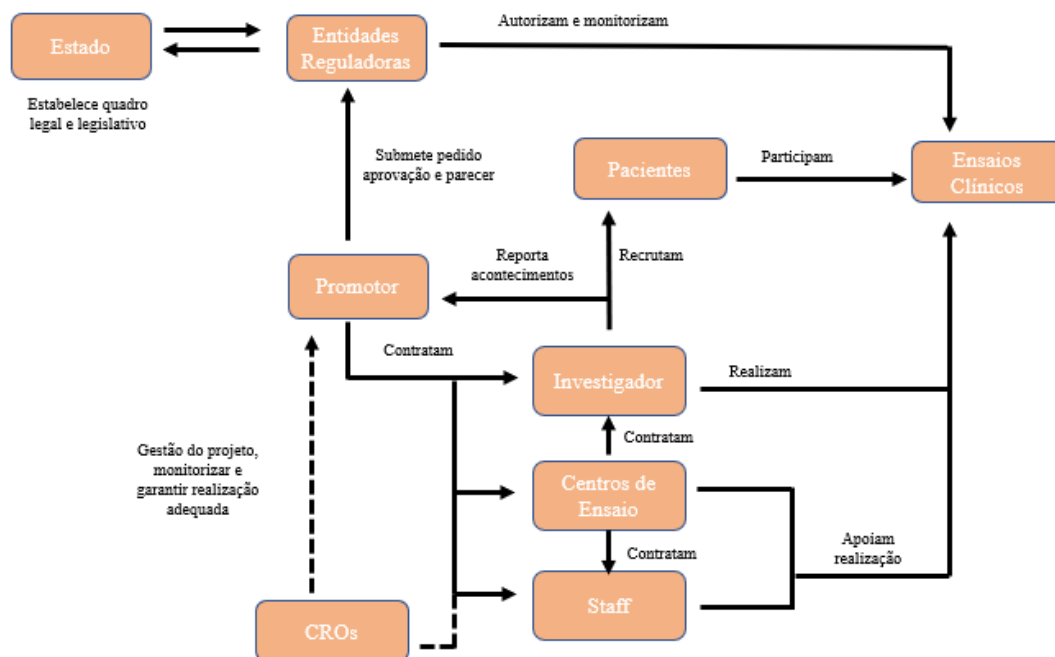 Autorizam e monitorizam
Estado
Entidades
Reguladoras
Estabelece quadro
legal e legislativo
Submete pedido
aprovação e parecer
Pacientes
Participam
Ensaios
Clínicos
Reporta
acontecimentos
Recrutam
Promotor
Contratam
Investigador
Realizam
Contratam
Gestão do projeto,
monitorizar e
garantir realização
adequada
Centros de
Ensaio
Contratam
Apoiam
realização
Staff
CROs